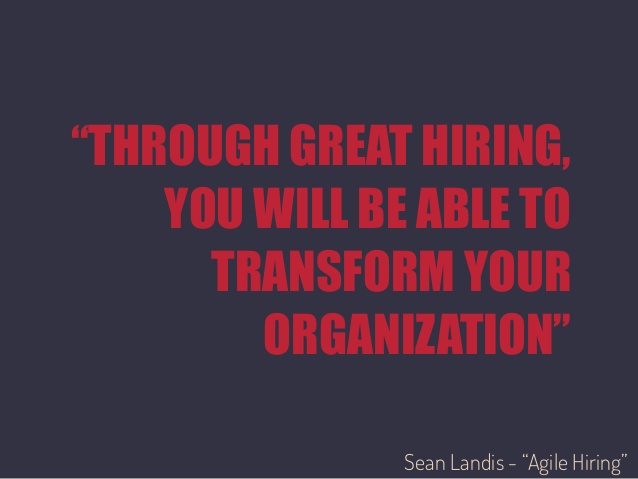 “THROUGH GREAT HIRING,
YOU WILL BE ABLE TO
TRANSFORM YOUR
ORGANIZATION”
Sean Landis - “Agile Hiring”